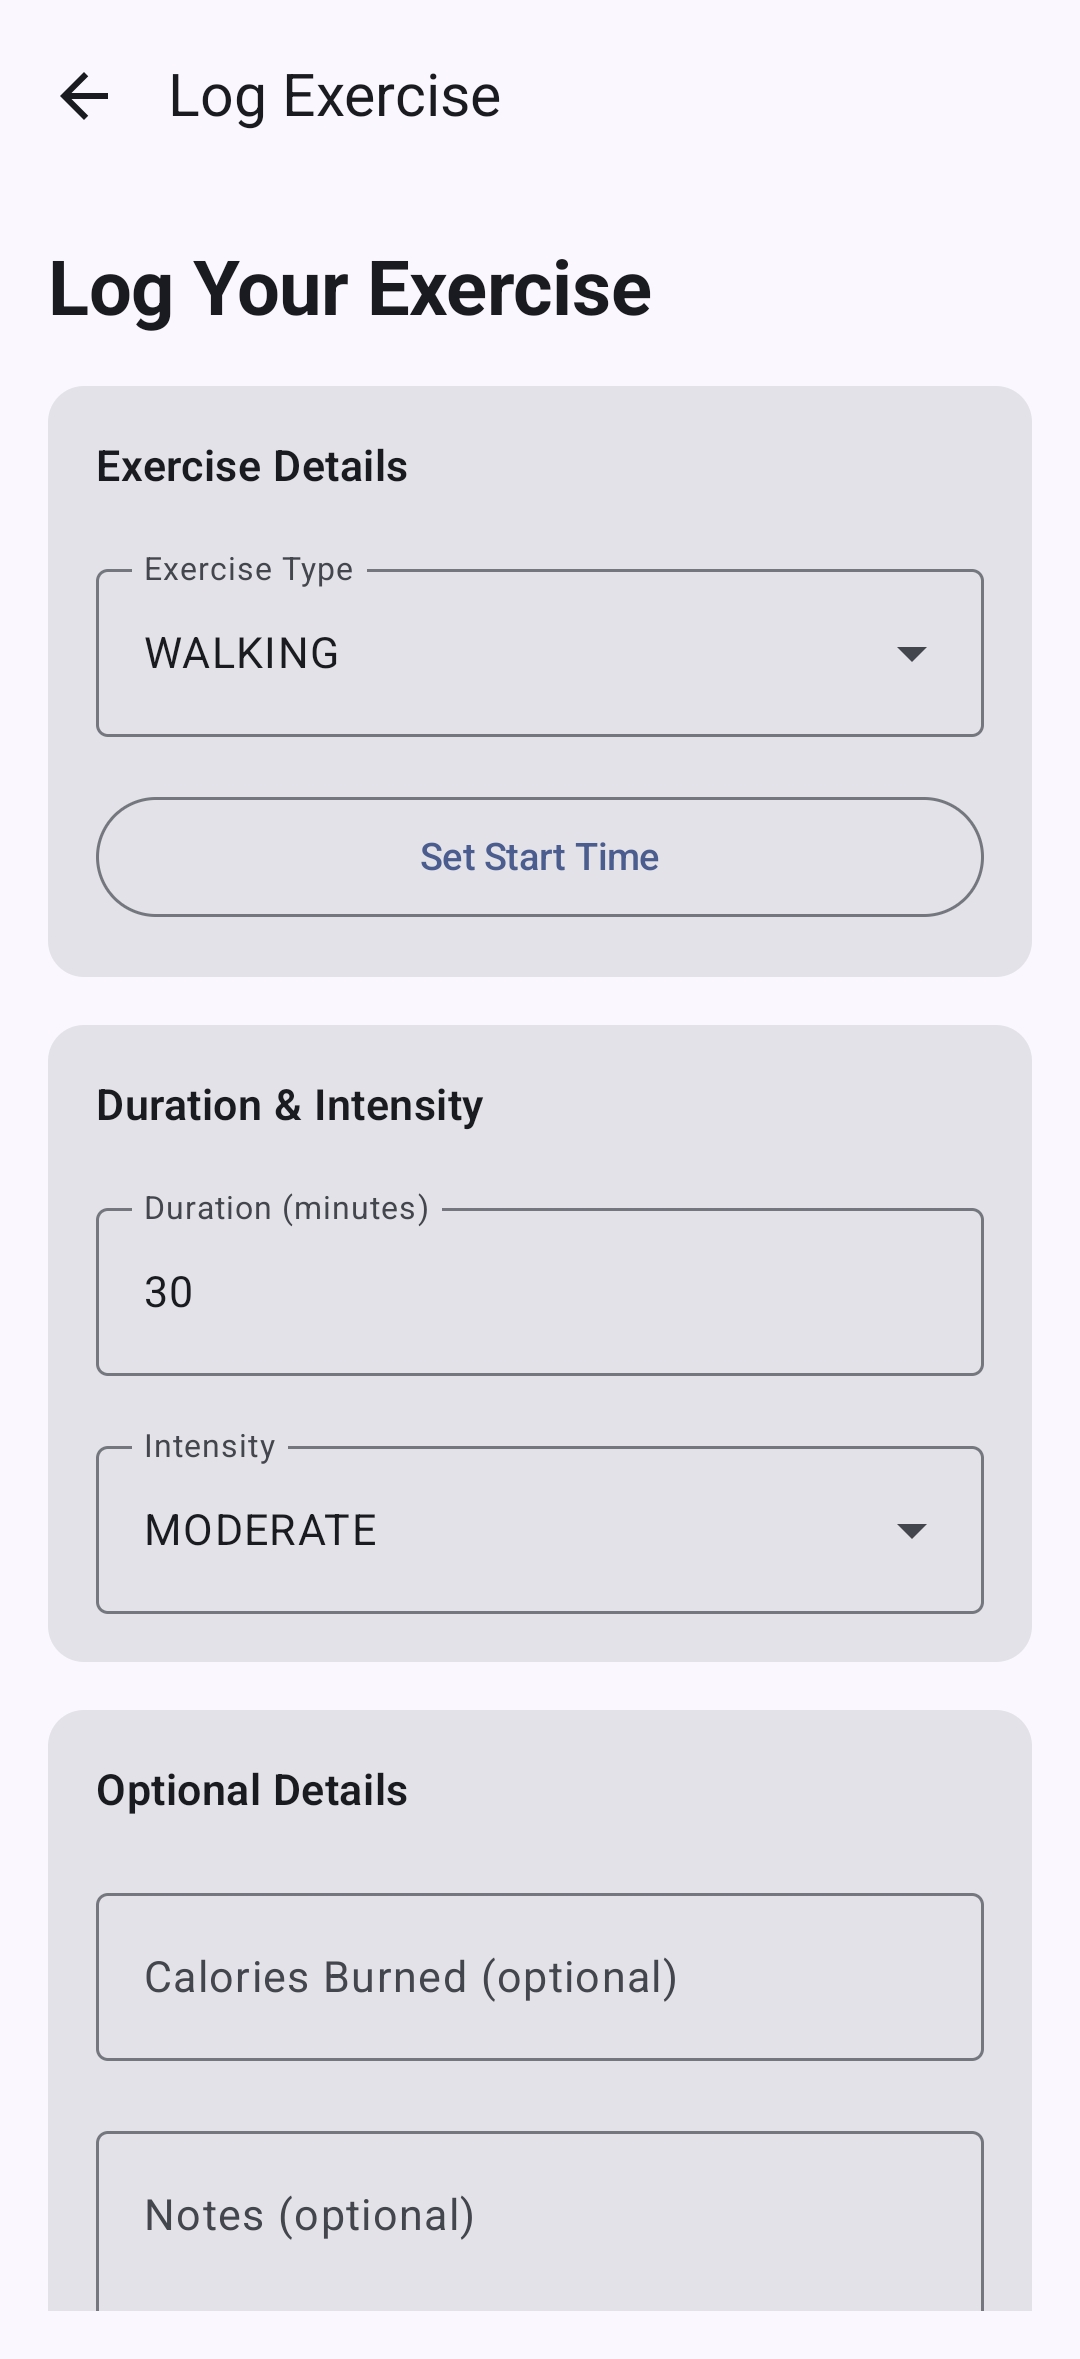 Log Exercise
Log Your Exercise
Exercise Details
Exercise Type
WALKING
Set Start Time
Duration & Intensity
Duration (minutes)
30
Intensity
MODERATE
Optional Details
Calories Burned (optional)
Notes (optional)